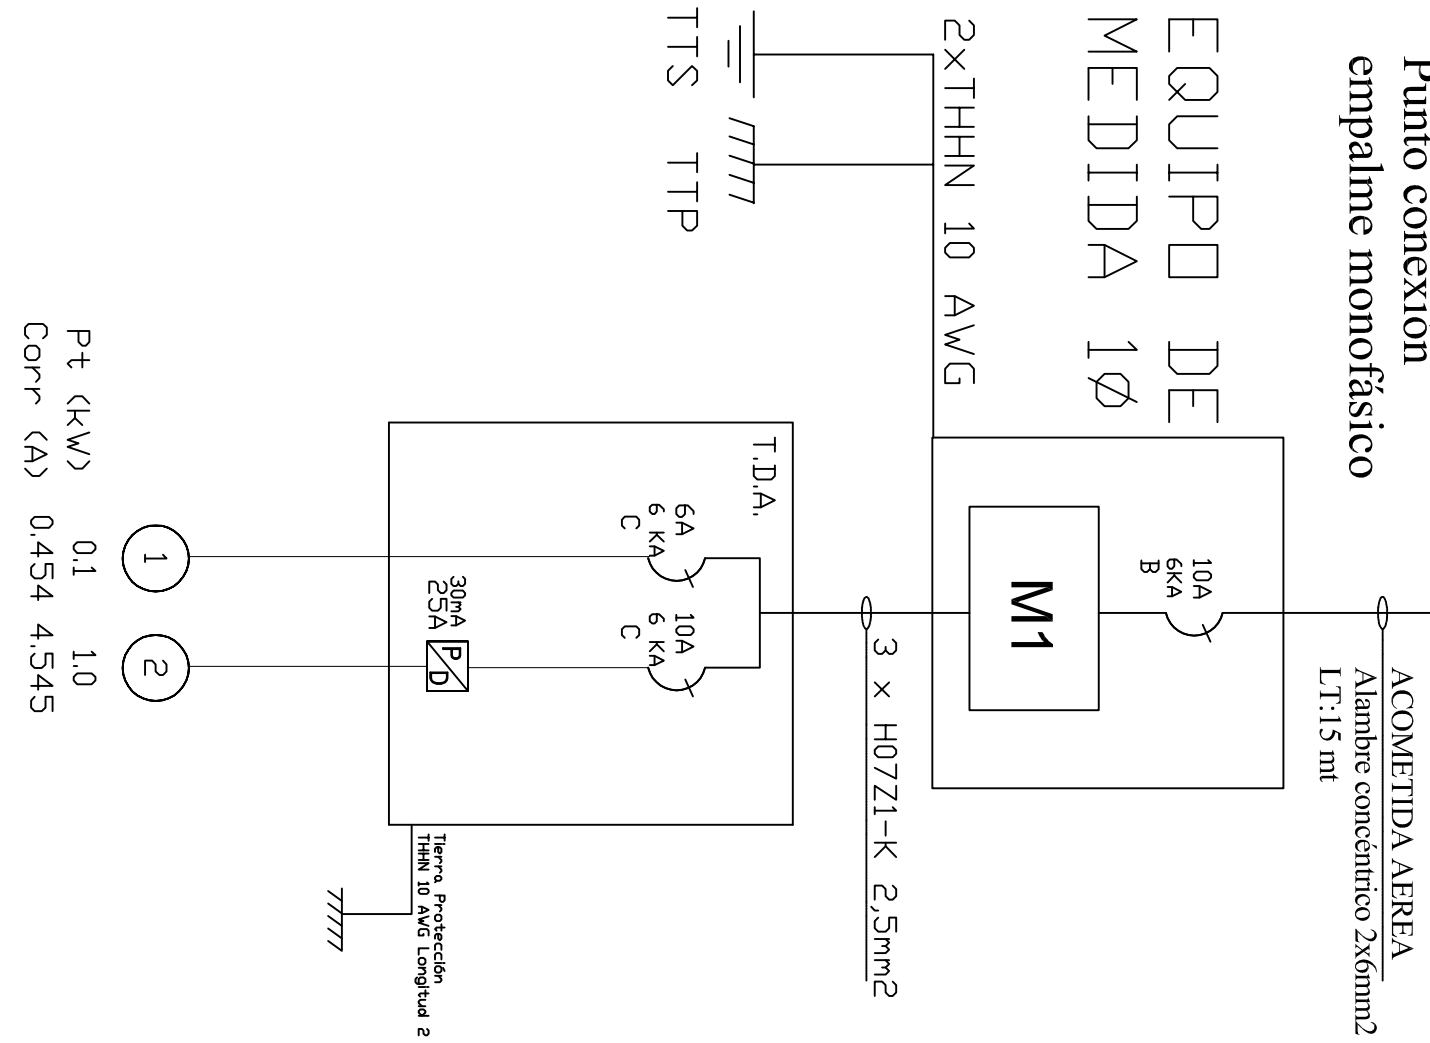 Punto conexión
empalme monofásico
ACOMETIDA AEREA
Alambre concéntrico 2x6mm2
LT:15 mt
EQUIPO DE
MEDIDA 1Ø
10A
6KA
B
M1
2xTHHN 10 AWG
TTS TTP
3 x H07Z1-K 2,5mm2
T.D.A.
6A
6 KA
C
10A
6 KA
C
30mA
25A
P
D
Tierra Protección
THHN 10 AWG Longitud 2
1 2
Pt (kW) 0.1 1.0
Corr (A) 0.454 4.545